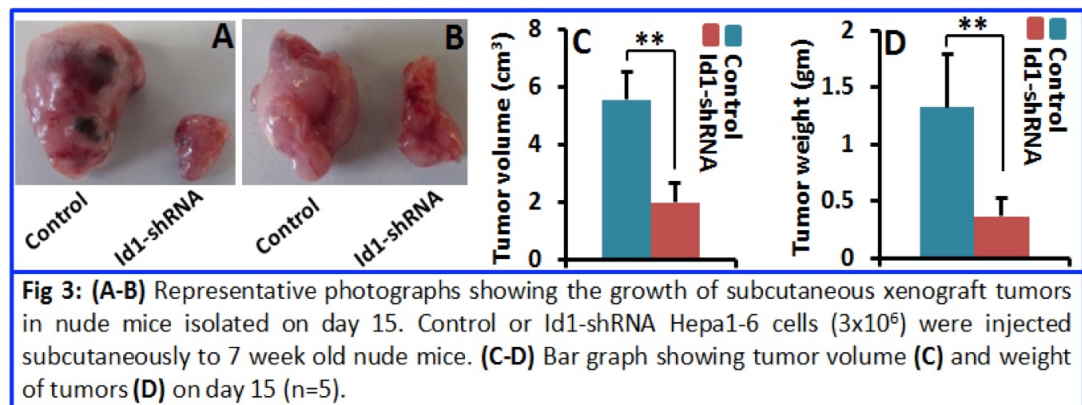 A
B
Control
Id1-shRNA
Control
Id1-shRNA
C
Tumor volume (cm³)
8
6
4
2
0
**
Control
Id1-shRNA
D
Tumor weight (gm)
2
1.5
1
0.5
0
**
Control
Id1-shRNA
Fig 3: (A-B) Representative photographs showing the growth of subcutaneous xenograft tumors
in nude mice isolated on day 15. Control or Id1-shRNA Hepa1-6 cells (3x10⁶) were injected
subcutaneously to 7 week old nude mice. (C-D) Bar graph showing tumor volume (C) and weight
of tumors (D) on day 15 (n=5).